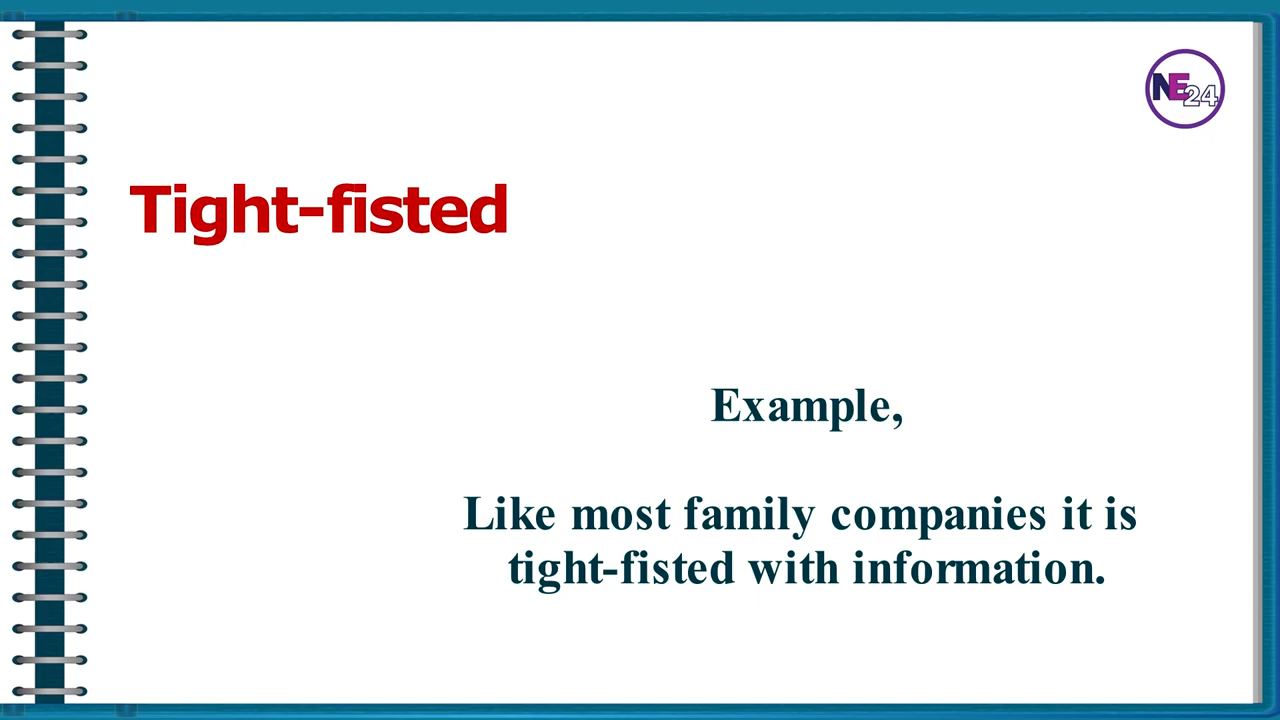 NE24
Tight-fisted
Example,
Like most family companies it is
tight-fisted with information.